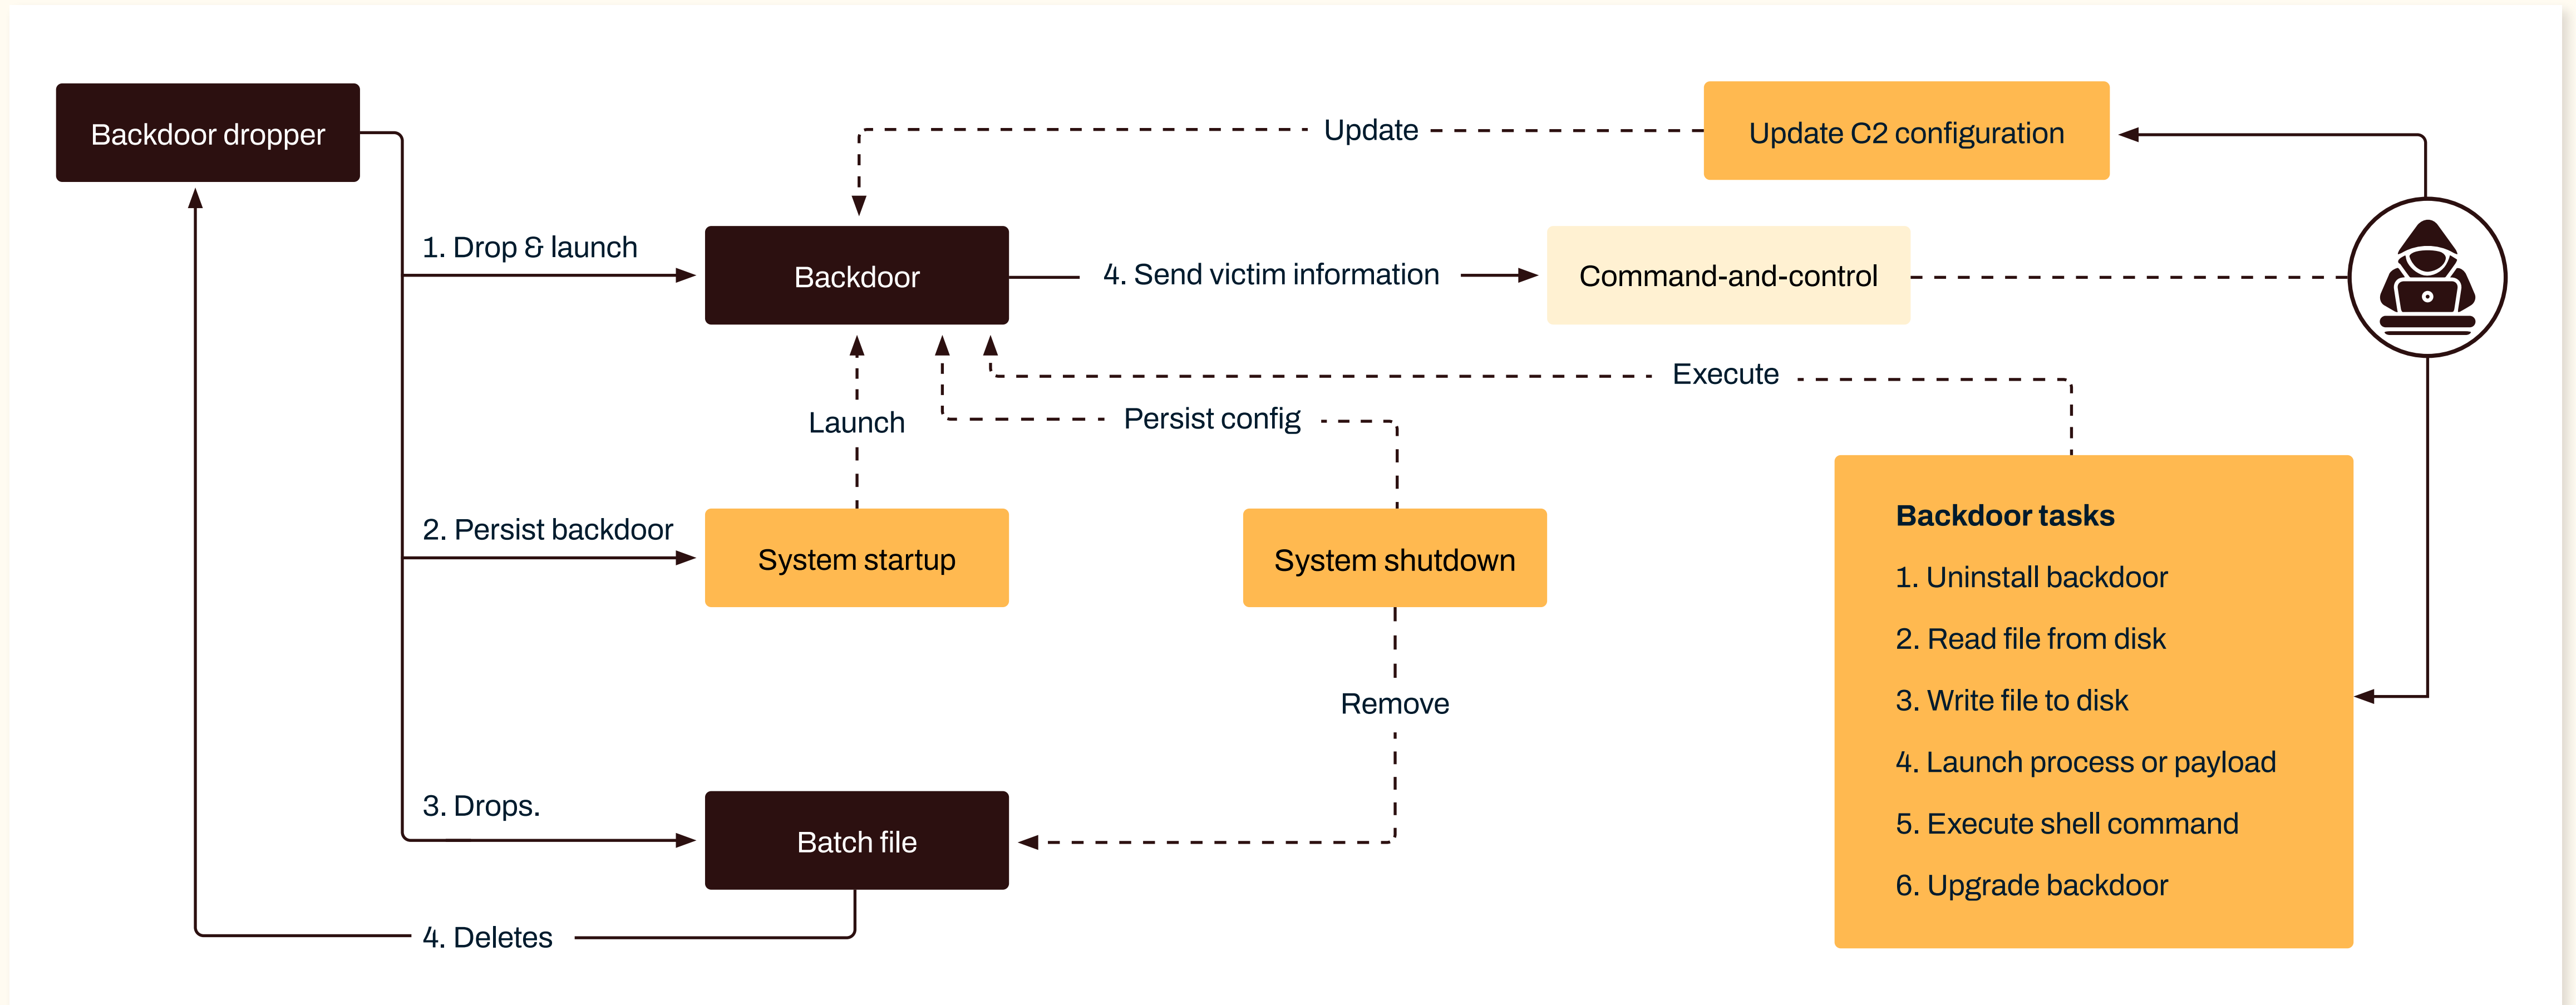 Backdoor dropper
Update
Update C2 configuration
1. Drop & launch
Backdoor
4. Send victim information
Command-and-control
Execute
Launch
Persist config
2. Persist backdoor
System startup
System shutdown
Backdoor tasks
1. Uninstall backdoor
2. Read file from disk
3. Write file to disk
4. Launch process or payload
5. Execute shell command
6. Upgrade backdoor
Remove
3. Drops.
Batch file
4. Deletes